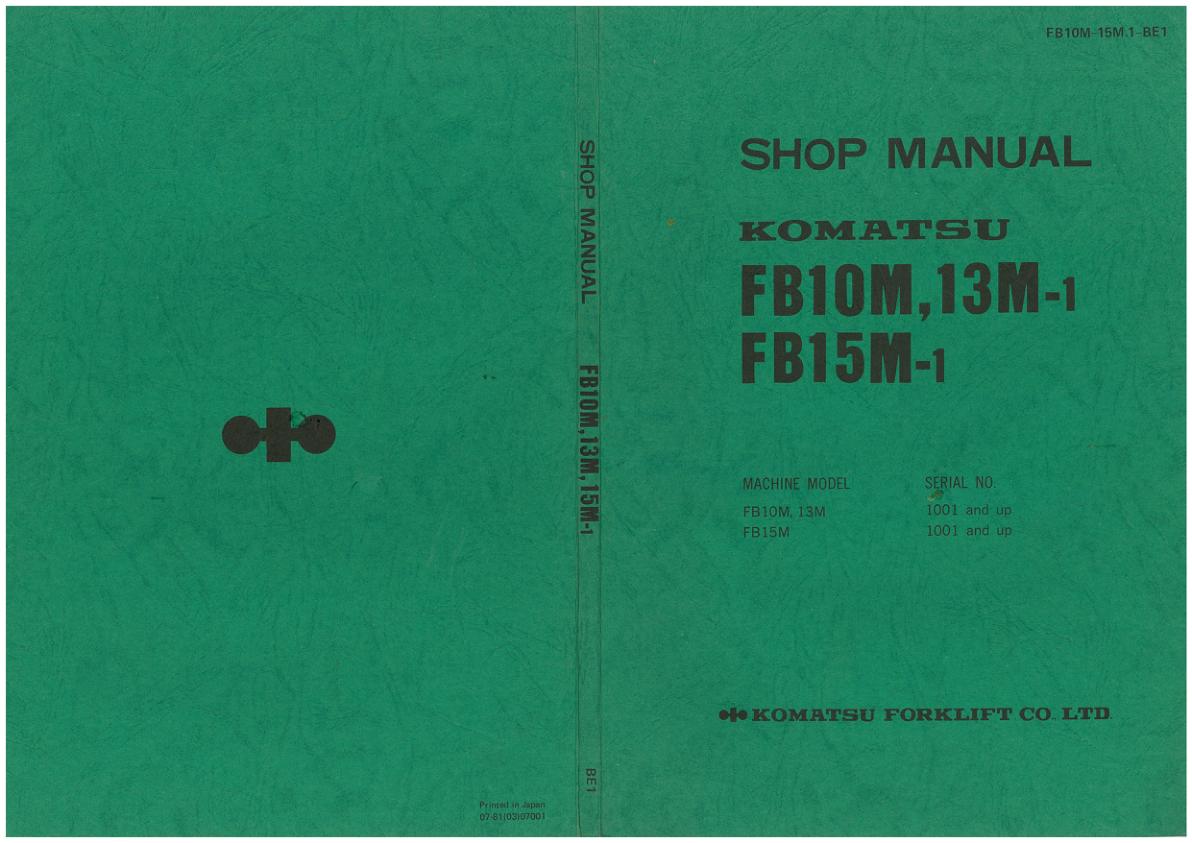 FB10M-15M.1-BE1
SHOP MANUAL
KOMATSU
FB10M, 13M-1
FB15M-1
MACHINE MODEL SERIAL NO.
FB10M, 13M 1001 and up
FB15M 1001 and up
KOMATSU FORKLIFT CO., LTD.
SHOP MANUAL FB10M, 13M, 15M-1 BE1
Printed in Japan
07-81(03)07001